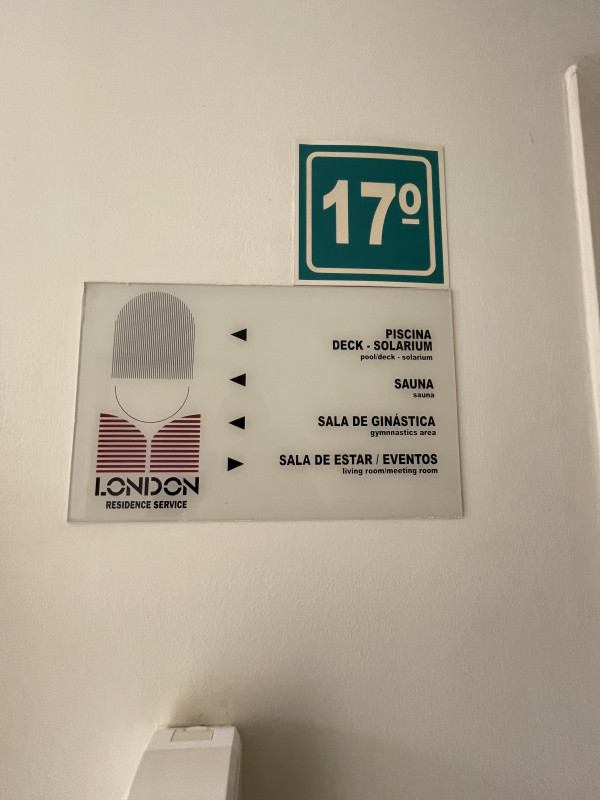 17º
PISCINA
DECK - SOLARIUM
pool/deck - solarium
SAUNA
sauna
SALA DE GINÁSTICA
gymnnastics area
SALA DE ESTAR / EVENTOS
living room/meeting room
LONDON
RESIDENCE SERVICE